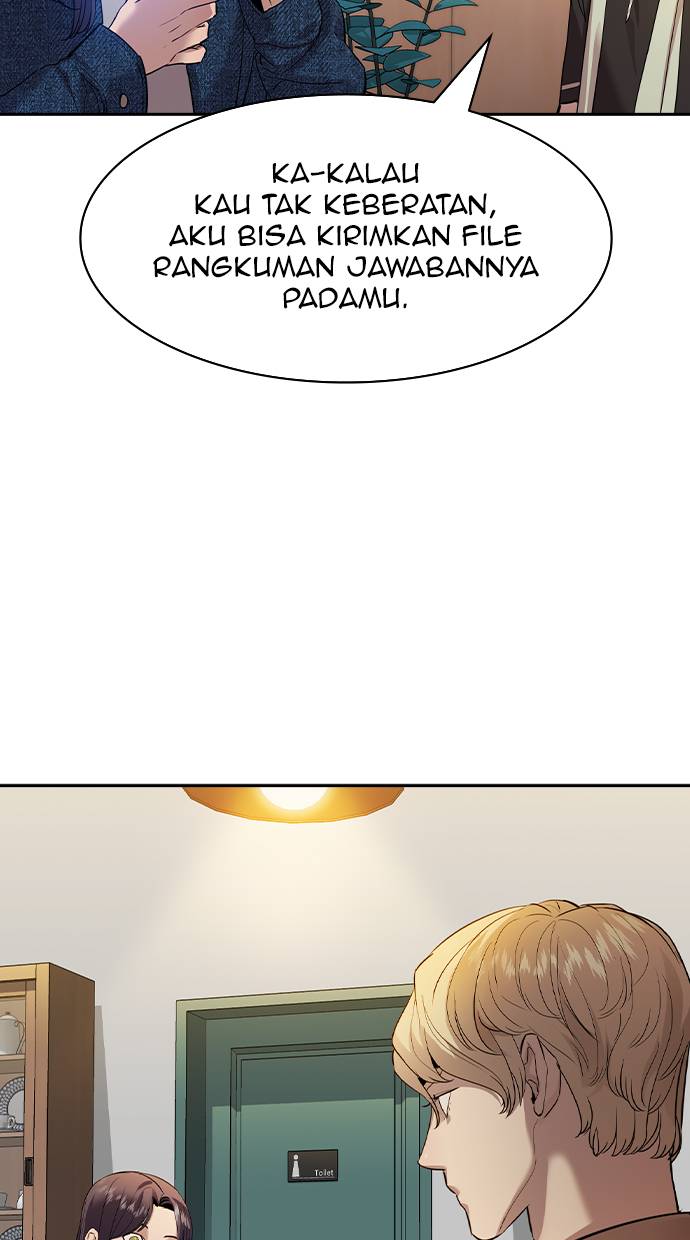 KA-KALAU
KAU TAK KEBERATAN,
AKU BISA KIRIMKAN FILE
RANGKUMAN JAWABANNYA
PADAMU.
Toilet